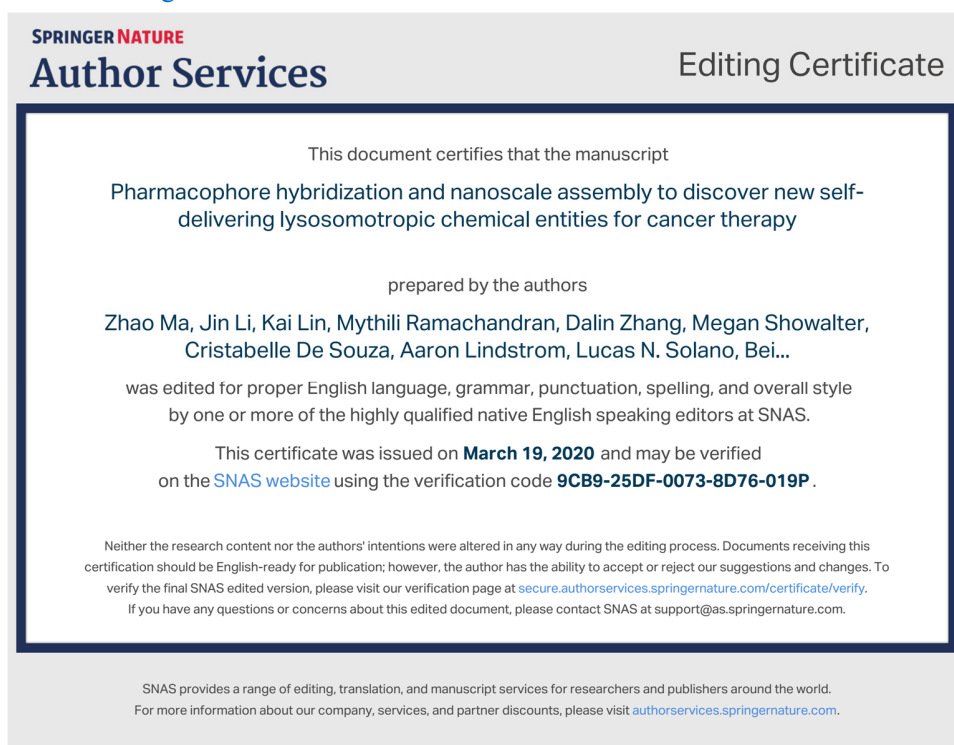 SPRINGER NATURE
Author Services
Editing Certificate
This document certifies that the manuscript
Pharmacophore hybridization and nanoscale assembly to discover new self-
delivering lysosomotropic chemical entities for cancer therapy
prepared by the authors
Zhao Ma, Jin Li, Kai Lin, Mythili Ramachandran, Dalin Zhang, Megan Showalter,
Cristabelle De Souza, Aaron Lindstrom, Lucas N. Solano, Bei...
was edited for proper English language, grammar, punctuation, spelling, and overall style
by one or more of the highly qualified native English speaking editors at SNAS.
This certificate was issued on March 19, 2020 and may be verified
on the SNAS website using the verification code 9CB9-25DF-0073-8D76-019P.
Neither the research content nor the authors' intentions were altered in any way during the editing process. Documents receiving this
certification should be English-ready for publication; however, the author has the ability to accept or reject our suggestions and changes. To
verify the final SNAS edited version, please visit our verification page at secure.authorservices.springernature.com/certificate/verify.
If you have any questions or concerns about this edited document, please contact SNAS at support@as.springernature.com.
SNAS provides a range of editing, translation, and manuscript services for researchers and publishers around the world.
For more information about our company, services, and partner discounts, please visit authorservices.springernature.com.